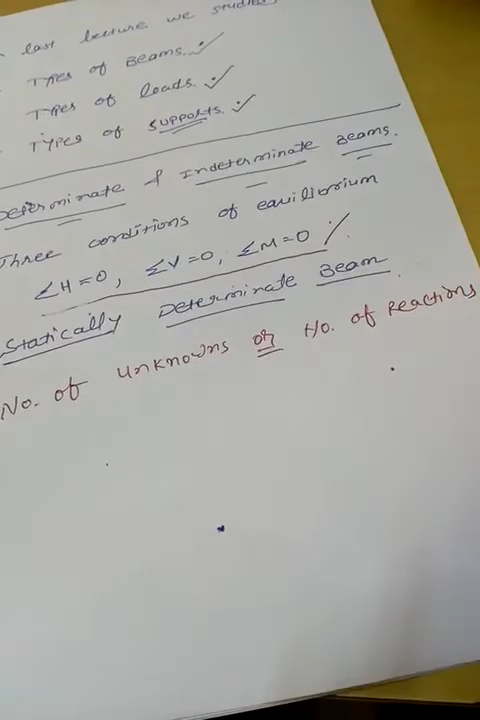 last lecture we studied
Types of Beams.
Types of loads.
Types of supports.
Determinate & Indeterminate Beams.
Three conditions of equilibrium
ΣH=0, ΣV=0, ΣM=0
Statically Determinate Beam.
No. of unknowns or No. of Reactions